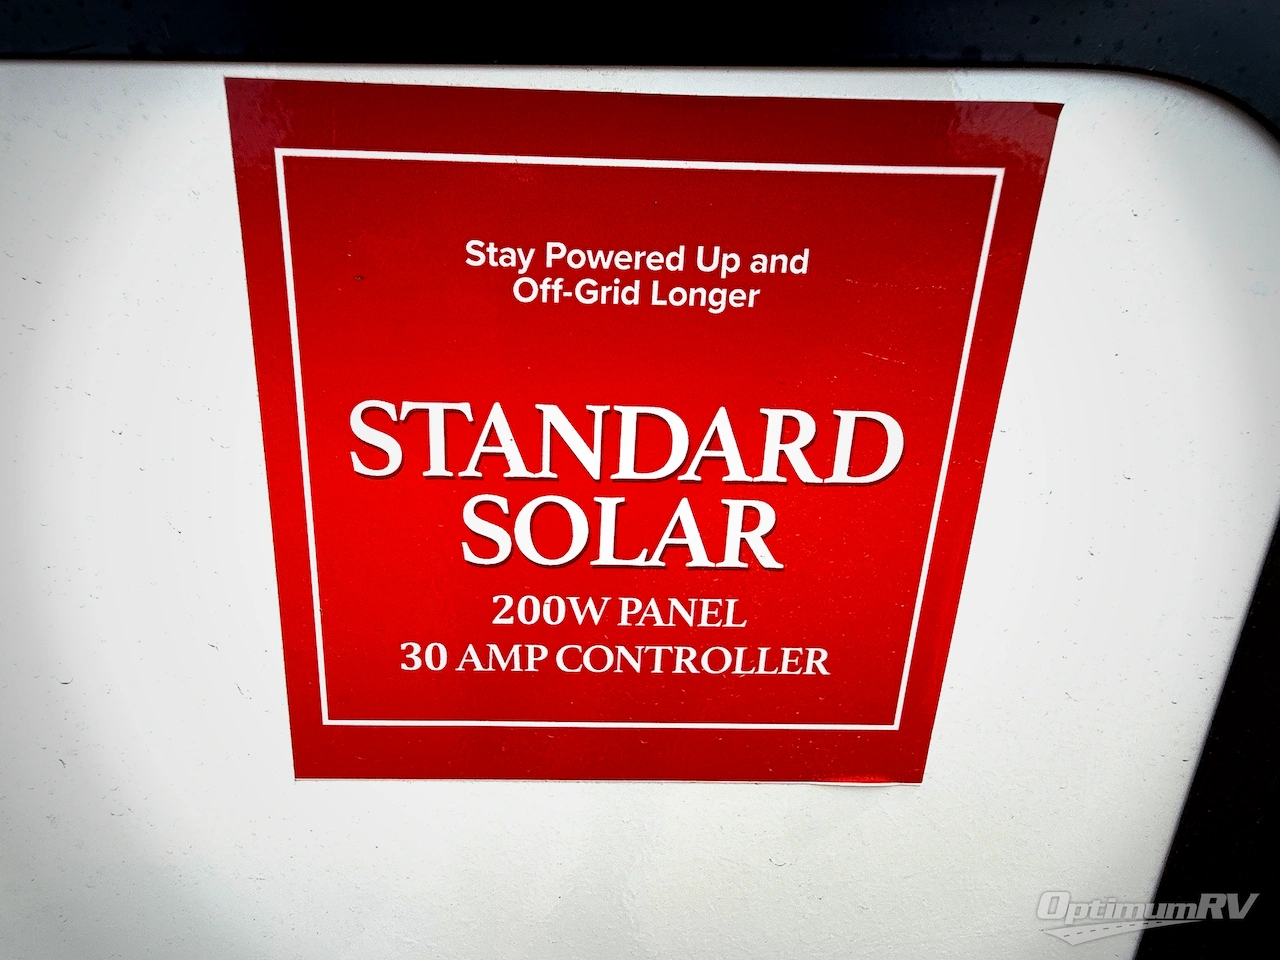 Stay Powered Up and
Off-Grid Longer
STANDARD
SOLAR
200W PANEL
30 AMP CONTROLLER
OptimumRV